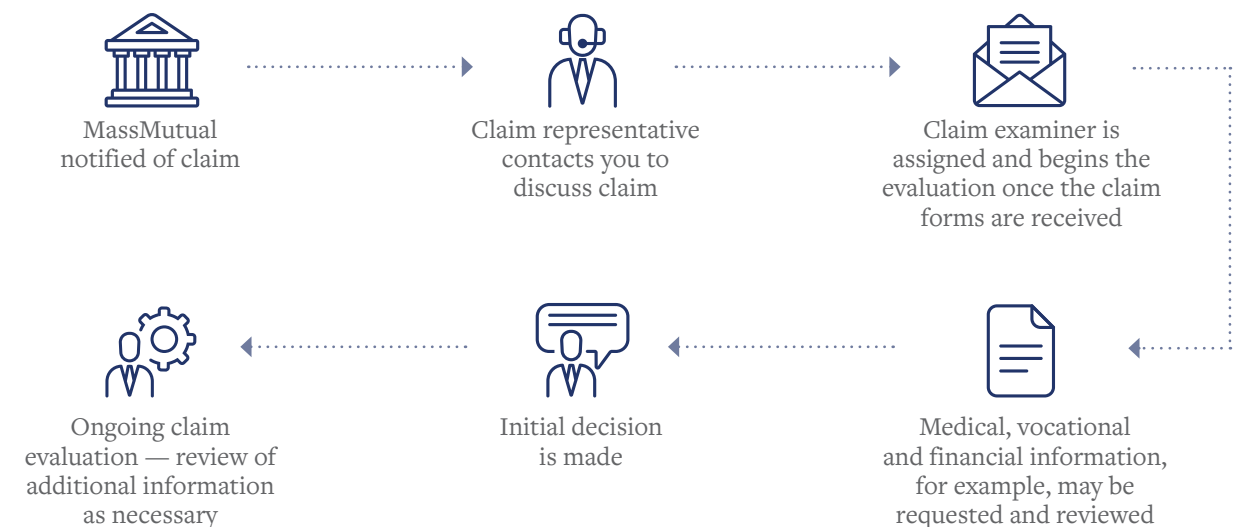 MassMutual
notified of claim
Claim representative
contacts you to
discuss claim
Claim examiner is
assigned and begins the
evaluation once the claim
forms are received
Medical, vocational
and financial information,
for example, may be
requested and reviewed
Initial decision
is made
Ongoing claim
evaluation — review of
additional information
as necessary